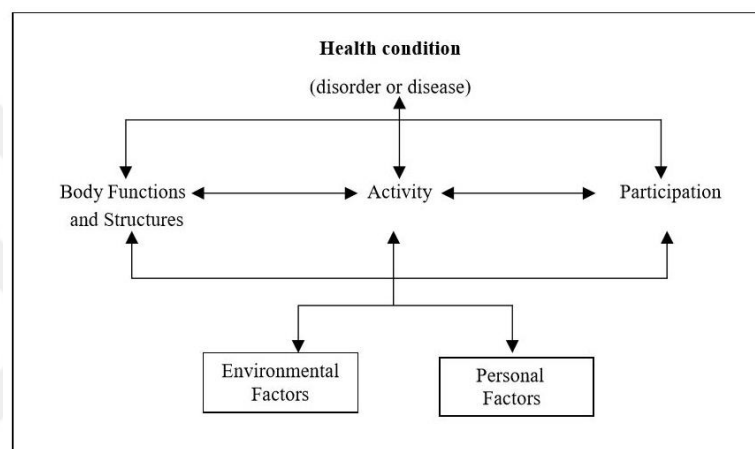 Health condition
(disorder or disease)
Body Functions
and Structures
Activity
Participation
Environmental
Factors
Personal
Factors